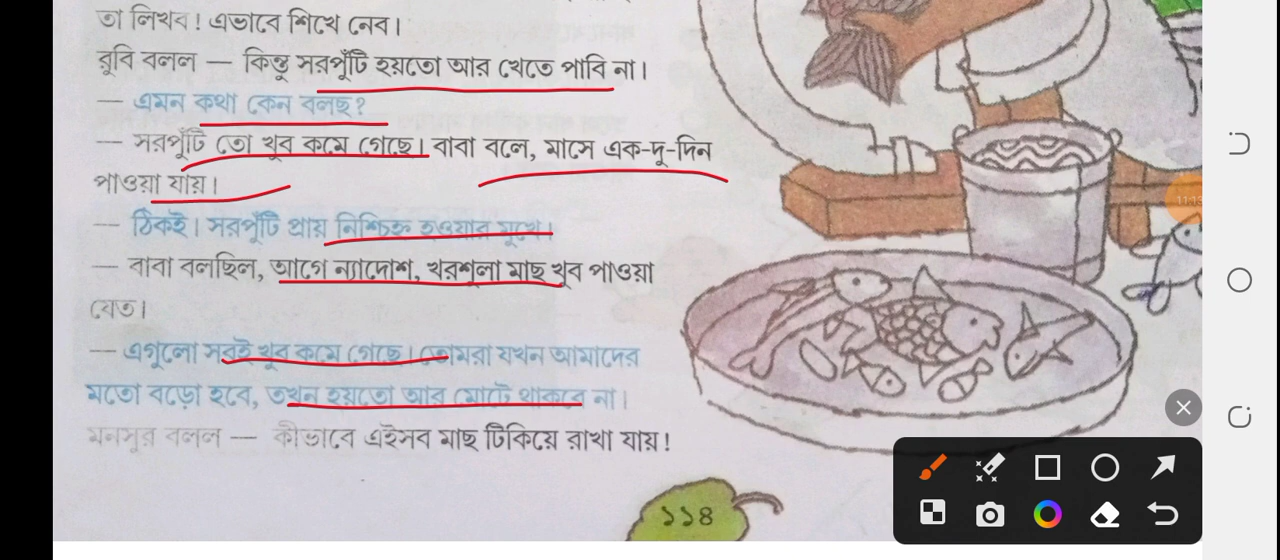 তা লিখব! এভাবে শিখে নেব।
রুবি বলল — কিন্তু সরপুঁটি হয়তো আর খেতে পাবি না।
— এমন কথা কেন বলছ?
— সরপুঁটি তো খুব কমে গেছে। বাবা বলে, মাসে এক-দু-দিন
পাওয়া যায়।
— ঠিকই। সরপুঁটি প্রায় নিশ্চিহ্ন হওয়ার মুখে।
— বাবা বলছিল, আগে ন্যাদোশ, খরশুলা মাছ খুব পাওয়া
যেত।
— এগুলো সবই খুব কমে গেছে। তোমরা যখন আমাদের
মতো বড়ো হবে, তখন হয়তো আর মোটে থাকবে না।
মনসুর বলল — কীভাবে এইসব মাছ টিকিয়ে রাখা যায়!
১১৪